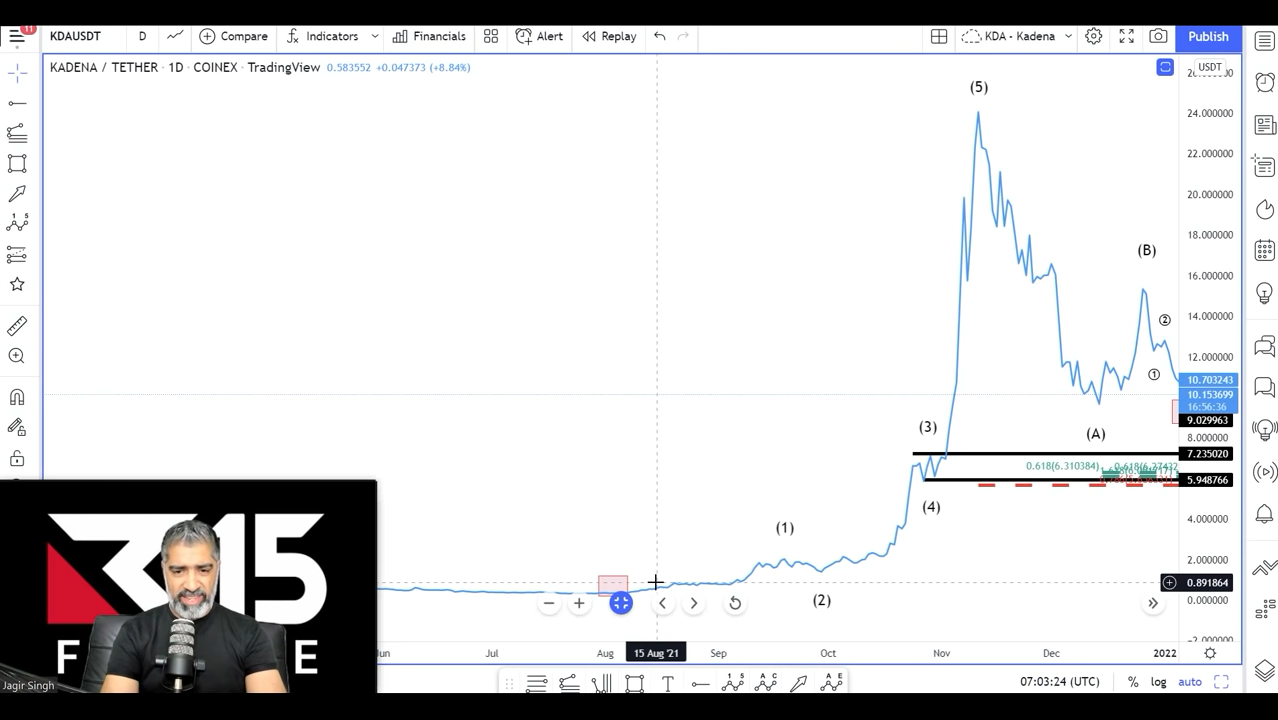 11
KDAUSDT D Compare Indicators Financials Alert Replay KDA - Kadena Publish
KADENA / TETHER · 1D · COINEX · TradingView 0.583552 +0.047373 (+8.84%)
USDT
(5)
24.000000
22.000000
20.000000
18.000000
(B)
16.000000
②
14.000000
12.000000
①
10.703243
10.153699
16:56:36
9.029963
(3)
(A)
8.000000
7.235020
0.618(6.310384)
5.948766
(4)
4.000000
(1)
2.000000
0.891864
(2)
0.000000
R315
F E
Jun Jul Aug 15 Aug '21 Sep Oct Nov Dec 2022
07:03:24 (UTC) % log auto
Jagir Singh